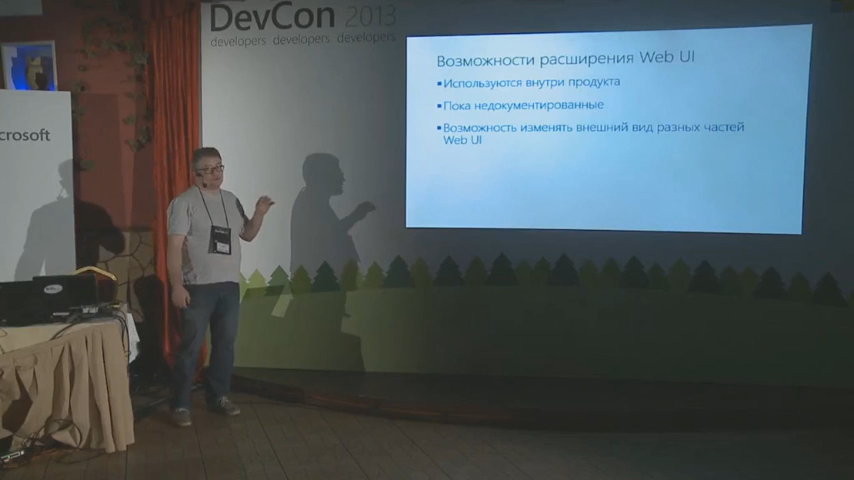 DevCon 2013
developers developers developers
crosoft
Возможности расширения Web UI
▪Используются внутри продукта
▪Пока недокументированные
▪Возможность изменять внешний вид разных частей
Web UI